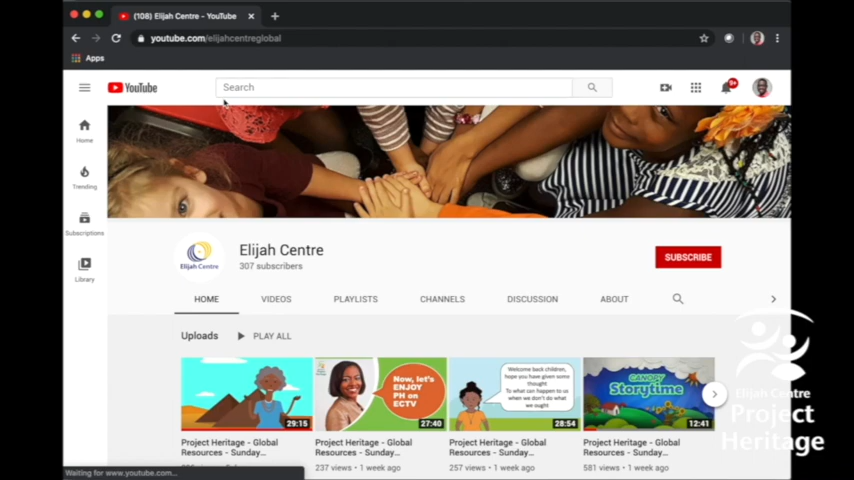 (108) Elijah Centre - YouTube
youtube.com/elijahcentreglobal
Apps
YouTube
Search
9+
Home
Trending
Subscriptions
Library
Elijah Centre
Elijah Centre
307 subscribers
SUBSCRIBE
HOME VIDEOS PLAYLISTS CHANNELS DISCUSSION ABOUT
Uploads PLAY ALL
29:15
Now, let's
ENJOY
PH on
ECTV
27:40
Welcome back children,
hope you have given some
thought
To what can happen to us
when we don't do what
we ought
28:54
CANOPY
Storytime
12:41
Project Heritage - Global
Resources - Sunday...
Project Heritage - Global
Resources - Sunday...
237 views • 1 week ago
Project Heritage - Global
Resources - Sunday...
257 views • 1 week ago
Project Heritage - Global
Resources - Sunday...
581 views • 1 week ago
Waiting for www.youtube.com...
Elijah Centre
Project
Heritage